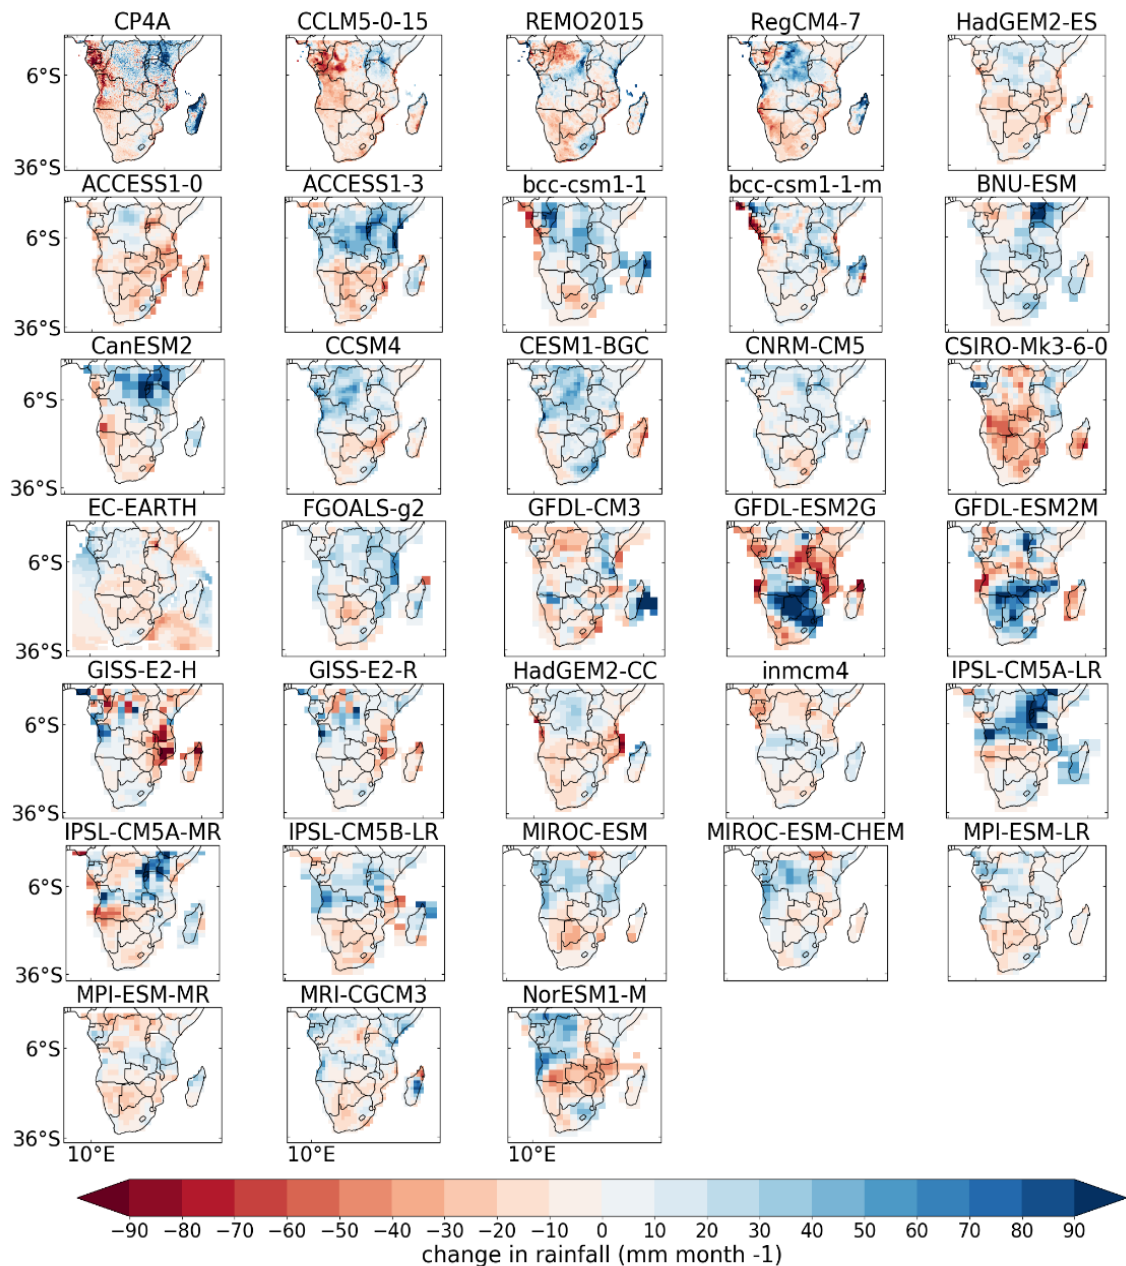 CP4A CCLM5-0-15 REMO2015 RegCM4-7 HadGEM2-ES
6°S
36°S
ACCESS1-0 ACCESS1-3 bcc-csm1-1 bcc-csm1-1-m BNU-ESM
6°S
36°S
CanESM2 CCSM4 CESM1-BGC CNRM-CM5 CSIRO-Mk3-6-0
6°S
36°S
EC-EARTH FGOALS-g2 GFDL-CM3 GFDL-ESM2G GFDL-ESM2M
6°S
36°S
GISS-E2-H GISS-E2-R HadGEM2-CC inmcm4 IPSL-CM5A-LR
6°S
36°S
IPSL-CM5A-MR IPSL-CM5B-LR MIROC-ESM MIROC-ESM-CHEM MPI-ESM-LR
6°S
36°S
MPI-ESM-MR MRI-CGCM3 NorESM1-M
6°S
36°S
10°E 10°E 10°E
−90 −80 −70 −60 −50 −40 −30 −20 −10 0 10 20 30 40 50 60 70 80 90
change in rainfall (mm month -1)